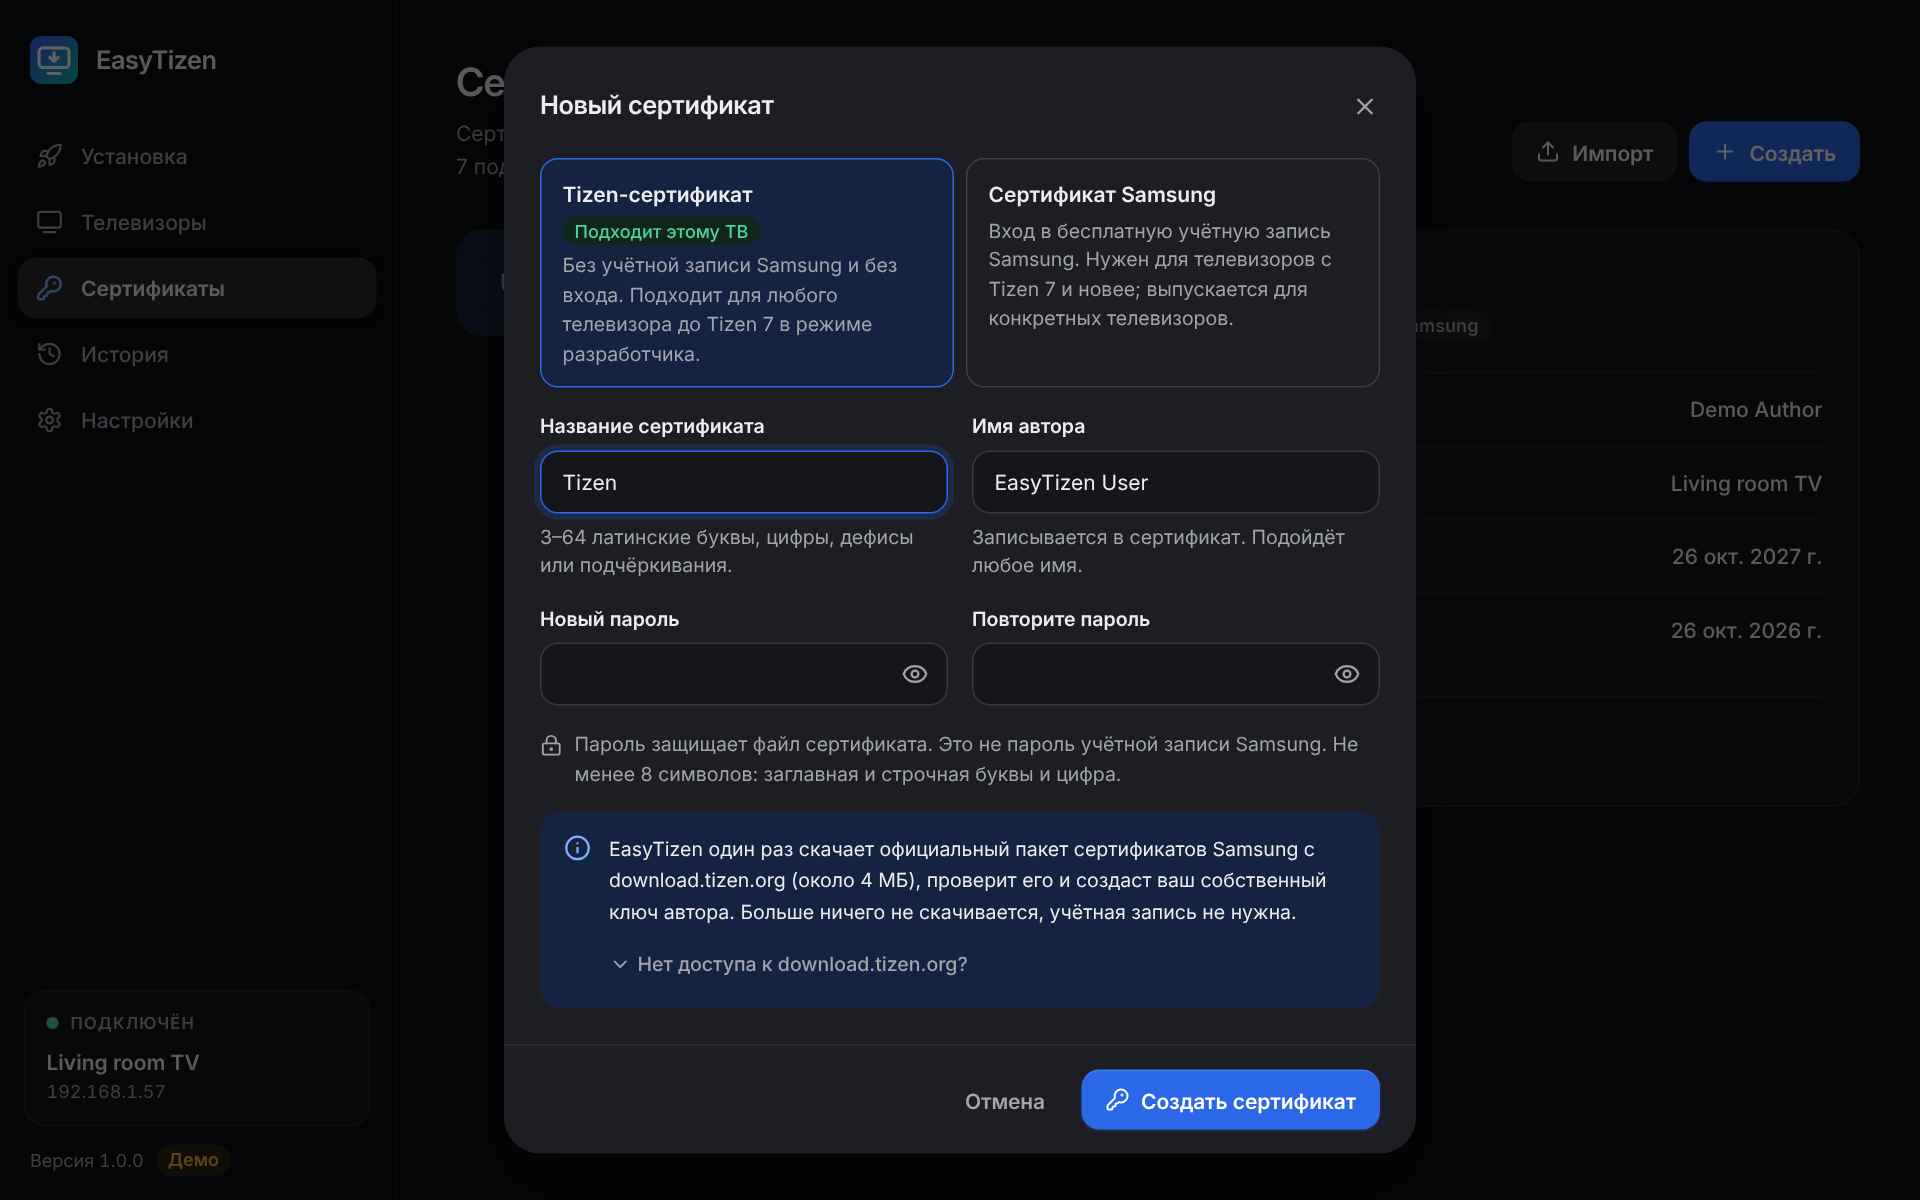 EasyTizen
Установка
Телевизоры
Сертификаты
История
Настройки
ПОДКЛЮЧЁН
Living room TV
192.168.1.57
Версия 1.0.0
Демо
Импорт
Создать
Demo Author
Living room TV
26 окт. 2027 г.
26 окт. 2026 г.
Новый сертификат
Tizen-сертификат
Подходит этому ТВ
Без учётной записи Samsung и без
входа. Подходит для любого
телевизора до Tizen 7 в режиме
разработчика.
Сертификат Samsung
Вход в бесплатную учётную запись
Samsung. Нужен для телевизоров с
Tizen 7 и новее; выпускается для
конкретных телевизоров.
Название сертификата
Tizen
3–64 латинские буквы, цифры, дефисы
или подчёркивания.
Имя автора
EasyTizen User
Записывается в сертификат. Подойдёт
любое имя.
Новый пароль
Повторите пароль
Пароль защищает файл сертификата. Это не пароль учётной записи Samsung. Не
менее 8 символов: заглавная и строчная буквы и цифра.
EasyTizen один раз скачает официальный пакет сертификатов Samsung с
download.tizen.org (около 4 МБ), проверит его и создаст ваш собственный
ключ автора. Больше ничего не скачивается, учётная запись не нужна.
Нет доступа к download.tizen.org?
Отмена
Создать сертификат